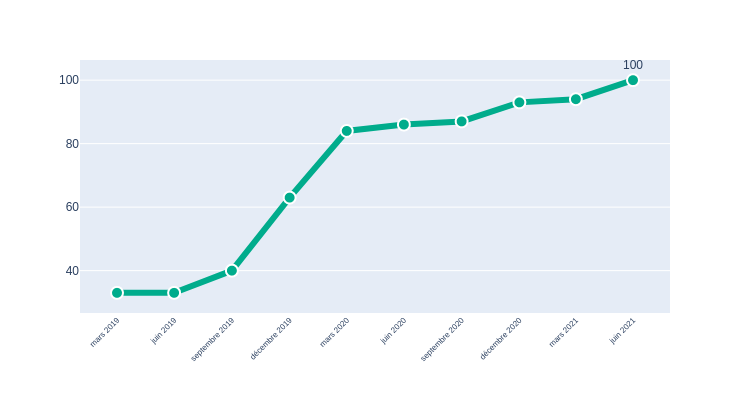 100
100
80
60
40
mars 2019
juin 2019
septembre 2019
décembre 2019
mars 2020
juin 2020
septembre 2020
décembre 2020
mars 2021
juin 2021